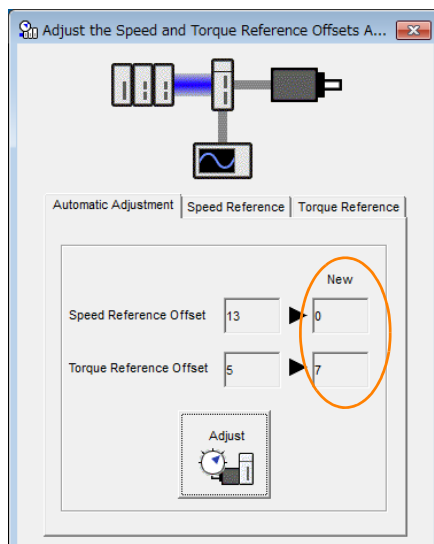 Adjust the Speed and Torque Reference Offsets A...
Automatic Adjustment Speed Reference Torque Reference
New
Speed Reference Offset 13 0
Torque Reference Offset 5 7
Adjust